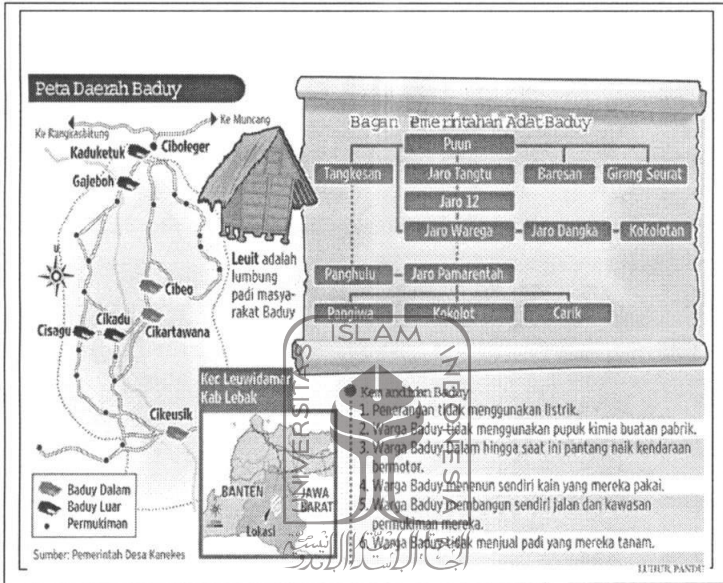 Peta Daerah Baduy
Ke Rangkasbitung
Ke Muncang
Kaduketuk
Ciboleger
Gajeboh
Cibeo
Cikadu
Cisagu
Cikartawana
Cikeusik
Baduy Dalam
Baduy Luar
Permukiman
Sumber: Pemerintah Desa Kanekes
Leuit adalah
lumbung
padi masya-
rakat Baduy
Bagan Pemerintahan Adat Baduy
Puun
Tangkesan
Jaro Tangtu
Baresan
Girang Seurat
Jaro 12
Jaro Warega
Jaro Dangka
Kokolotan
Panghulu
Jaro Pamarentah
Pangiwa
Kokolot
Carik
Kec Leuwidamar
Kab Lebak
BANTEN
JAWA
BARAT
Lokasi
Kemandirian Baduy
1. Penerangan tidak menggunakan listrik.
2. Warga Baduy tidak menggunakan pupuk kimia buatan pabrik.
3. Warga Baduy Dalam hingga saat ini pantang naik kendaraan
bermotor.
4. Warga Baduy menenun sendiri kain yang mereka pakai.
5. Warga Baduy membangun sendiri jalan dan kawasan
permukiman mereka.
6. Warga Baduy tidak menjual padi yang mereka tanam.
LUHUR PANDU
UNIVERSITAS
ISLAM
INDONESIA